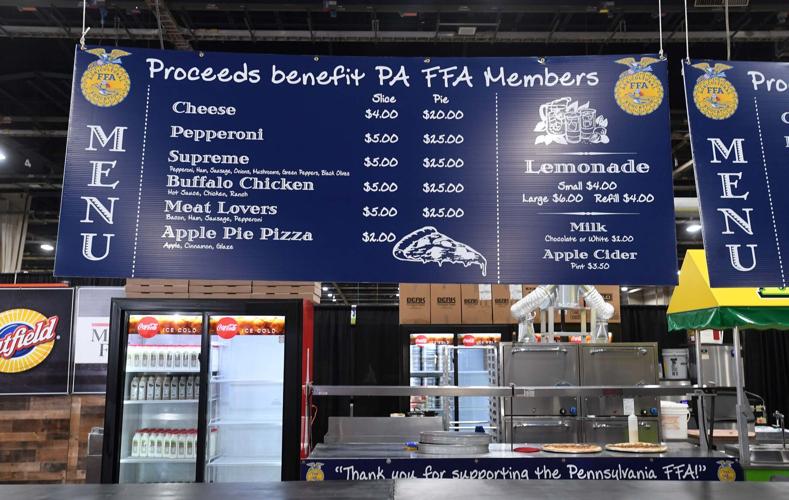 Proceeds benefit PA FFA Members
FFA
FFA
MENU
Slice Pie
Cheese $4.00 $20.00
Pepperoni $5.00 $25.00
Supreme $5.00 $25.00
Pepperoni, Ham, Sausage, Onions, Mushrooms, Green Peppers, Black Olives
Buffalo Chicken $5.00 $25.00
Hot Sauce, Chicken, Ranch
Meat Lovers $5.00 $25.00
Bacon, Ham, Sausage, Pepperoni
Apple Pie Pizza $2.00
Apple, Cinnamon, Glaze
Lemonade
Small $4.00
Large $6.00 Refill $4.00
Milk
Chocolate or White $2.00
Apple Cider
Pint $3.50
FFA
Pro
MENU
Coca-Cola ICE COLD
Coca-Cola ICE COLD
"Thank you for supporting the Pennsylvania FFA!"